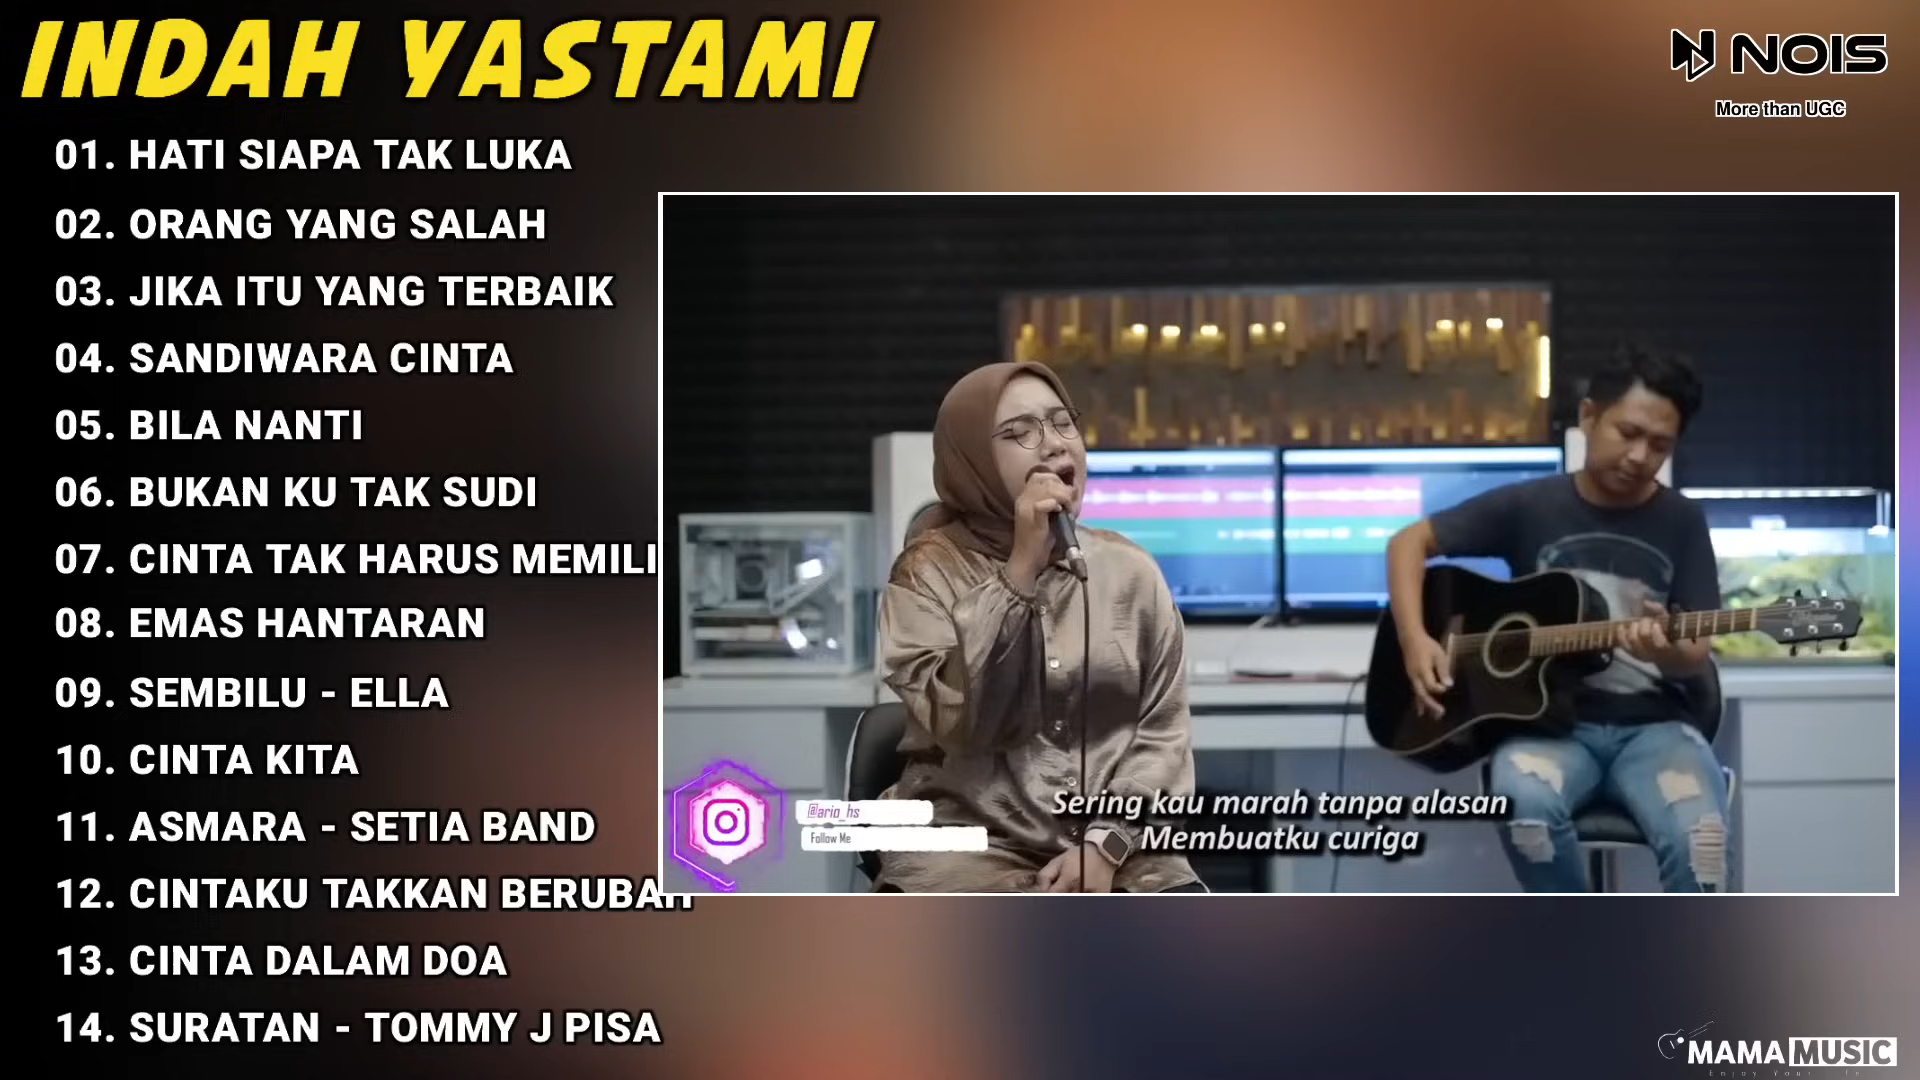 INDAH YASTAMI
NOIS
More than UGC
01. HATI SIAPA TAK LUKA
02. ORANG YANG SALAH
03. JIKA ITU YANG TERBAIK
04. SANDIWARA CINTA
05. BILA NANTI
06. BUKAN KU TAK SUDI
07. CINTA TAK HARUS MEMILI
08. EMAS HANTARAN
09. SEMBILU - ELLA
10. CINTA KITA
11. ASMARA - SETIA BAND
12. CINTAKU TAKKAN BERUBAH
13. CINTA DALAM DOA
14. SURATAN - TOMMY J PISA
@ario_hs
Follow Me
Sering kau marah tanpa alasan
Membuatku curiga
MAMA MUSIC
Enjoy Your